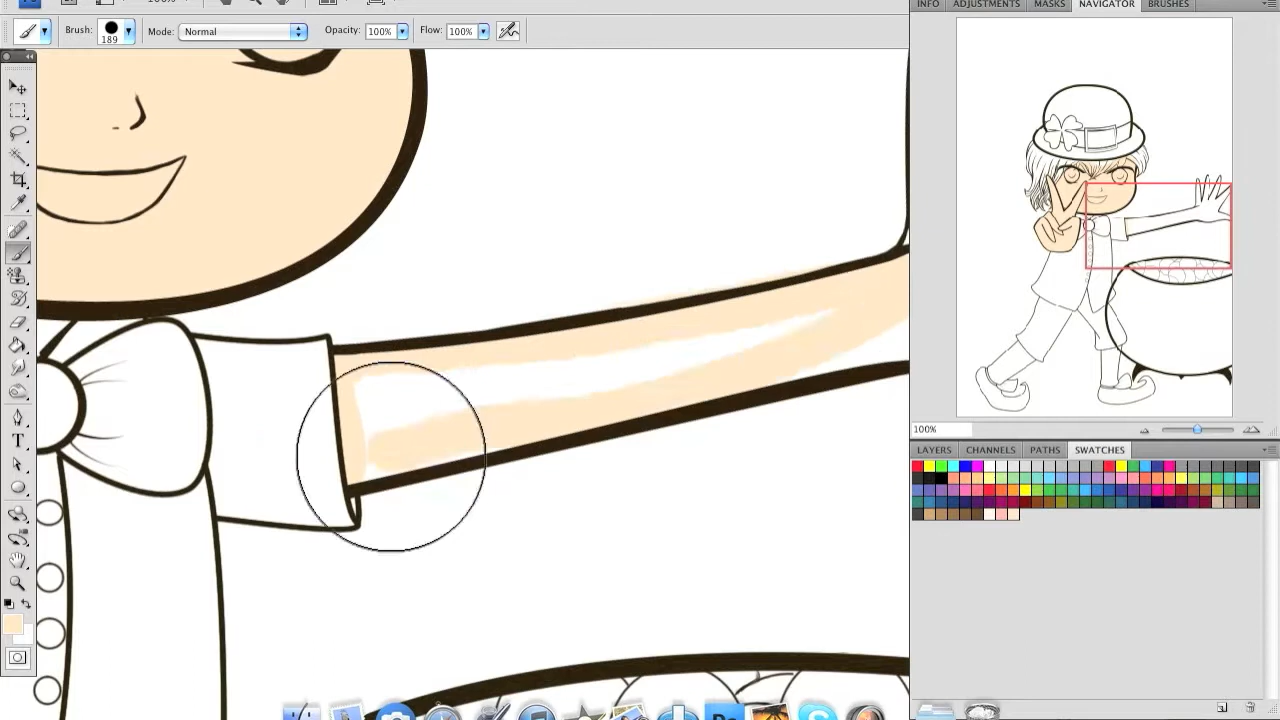 INFO ADJUSTMENTS MASKS NAVIGATOR BRUSHES
Brush: 189 Mode: Normal Opacity: 100% Flow: 100%
100%
LAYERS CHANNELS PATHS SWATCHES